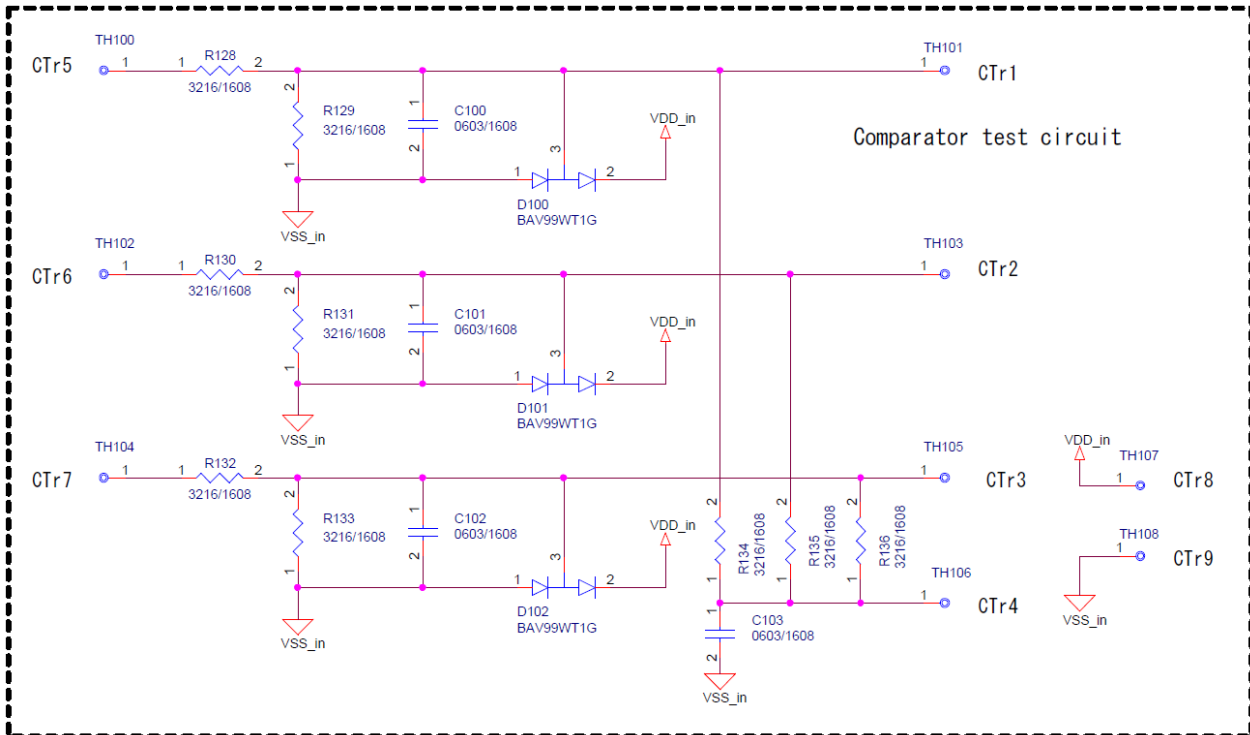 TH100
CTr5
1
1
R128
2
3216/1608
TH101
1
CTr1
2
R129
3216/1608
1
1
C100
0603/1608
2
VDD_in
Comparator test circuit
3
1
2
D100
BAV99WT1G
VSS_in
TH102
CTr6
1
1
R130
2
3216/1608
TH103
1
CTr2
2
R131
3216/1608
1
1
C101
0603/1608
2
VDD_in
3
1
2
D101
BAV99WT1G
VSS_in
TH104
CTr7
1
1
R132
2
3216/1608
TH105
1
CTr3
2
R133
3216/1608
1
1
C102
0603/1608
2
VDD_in
3
1
2
D102
BAV99WT1G
VSS_in
2
R134
3216/1608
1
2
R135
3216/1608
1
2
R136
3216/1608
1
TH106
1
CTr4
1
C103
0603/1608
2
VSS_in
VDD_in
TH107
1
CTr8
TH108
1
CTr9
VSS_in